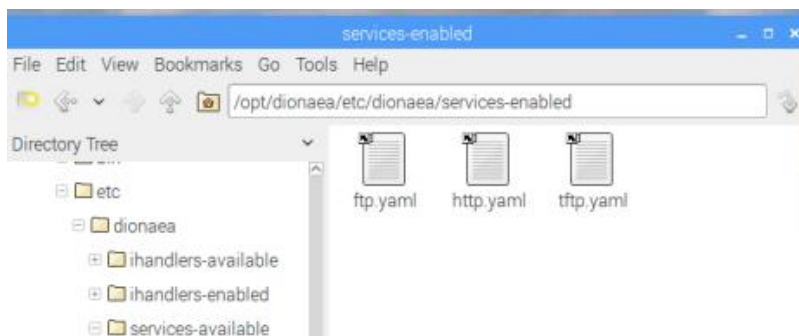 services-enabled
File Edit View Bookmarks Go Tools Help
/opt/dionaea/etc/dionaea/services-enabled
Directory Tree
etc
dionaea
ihandlers-available
ihandlers-enabled
services-available
ftp.yaml http.yaml tftp.yaml